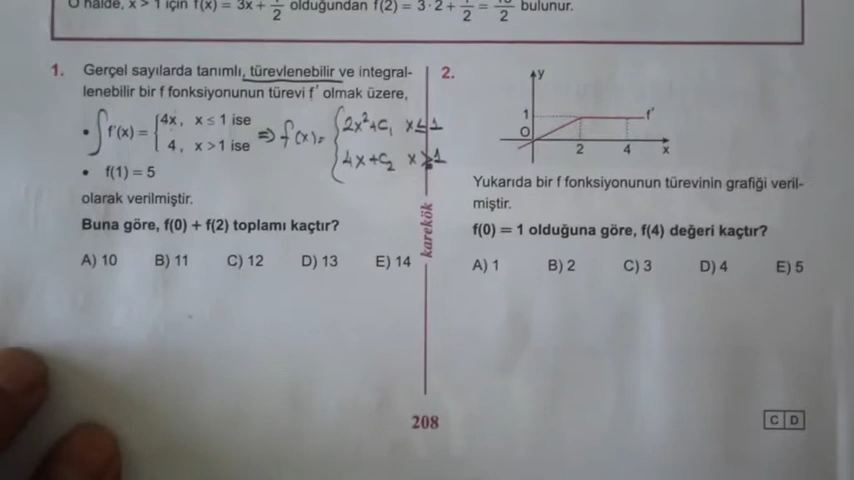 O halde, x > 1 için f(x) = 3x + 7/2 olduğundan f(2) = 3 · 2 + 7/2 = /2 bulunur.
1. Gerçel sayılarda tanımlı, türevlenebilir ve integral-
lenebilir bir f fonksiyonunun türevi f' olmak üzere,
• ∫ f'(x) = { 4x, x ≤ 1 ise
4, x > 1 ise
⇒ f(x) = { 2x²+c₁ x≤1
4x+c₂ x>1
• f(1) = 5
olarak verilmiştir.
Buna göre, f(0) + f(2) toplamı kaçtır?
A) 10 B) 11 C) 12 D) 13 E) 14
karekök
2.
y
1
f'
O
2 4 x
Yukarıda bir f fonksiyonunun türevinin grafiği veril-
miştir.
f(0) = 1 olduğuna göre, f(4) değeri kaçtır?
A) 1 B) 2 C) 3 D) 4 E) 5
208
C D